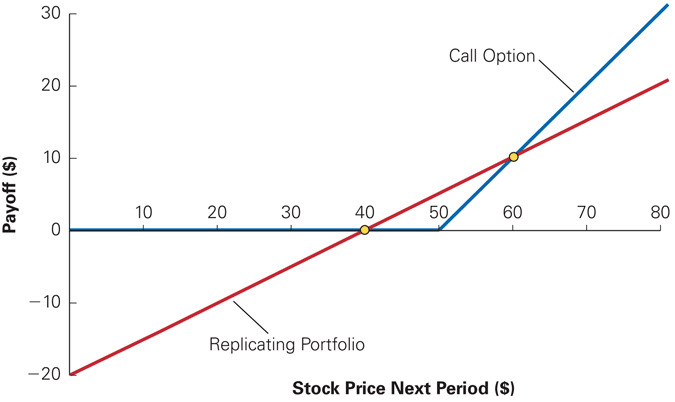 30
Call Option
20
Payoff ($)
10
10 20 30 40 50 60 70 80
0
−10
Replicating Portfolio
−20
Stock Price Next Period ($)